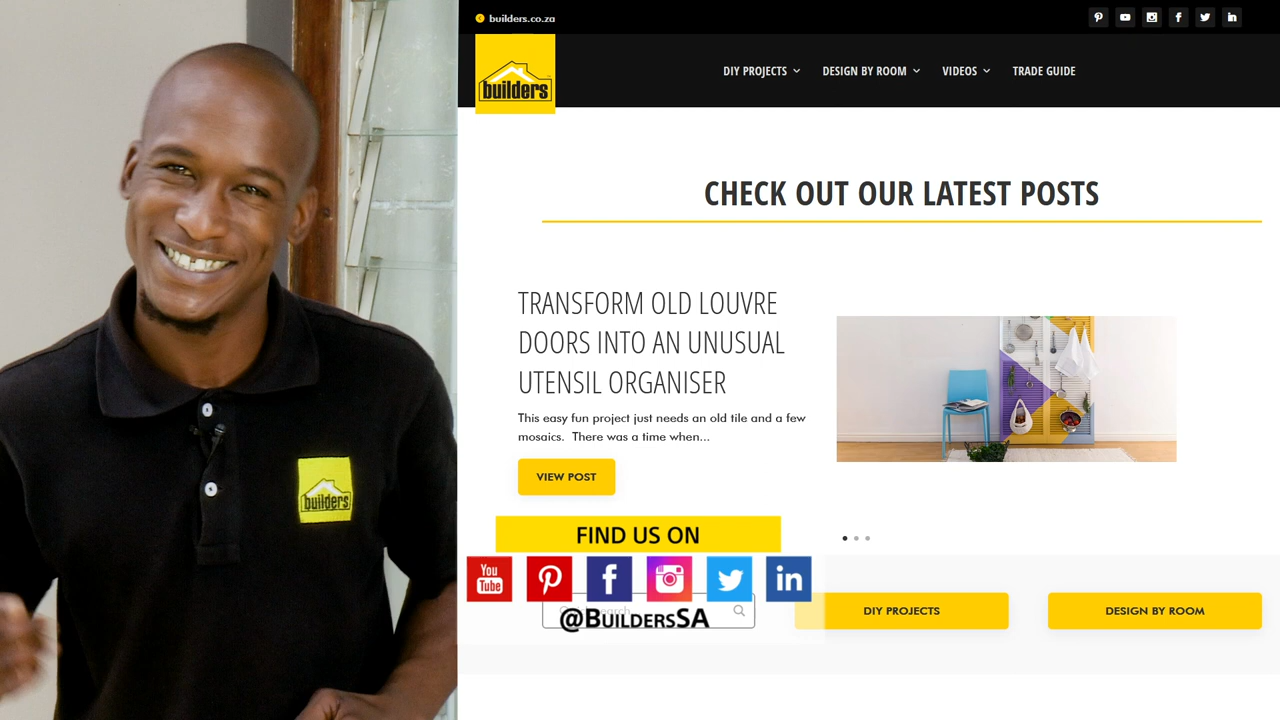 builders.co.za
builders
DIY PROJECTS
DESIGN BY ROOM
VIDEOS
TRADE GUIDE
CHECK OUT OUR LATEST POSTS
TRANSFORM OLD LOUVRE
DOORS INTO AN UNUSUAL
UTENSIL ORGANISER
This easy fun project just needs an old tile and a few
mosaics. There was a time when...
VIEW POST
builders
FIND US ON
You
Tube
in
@BUILDERSSA
DIY PROJECTS
DESIGN BY ROOM